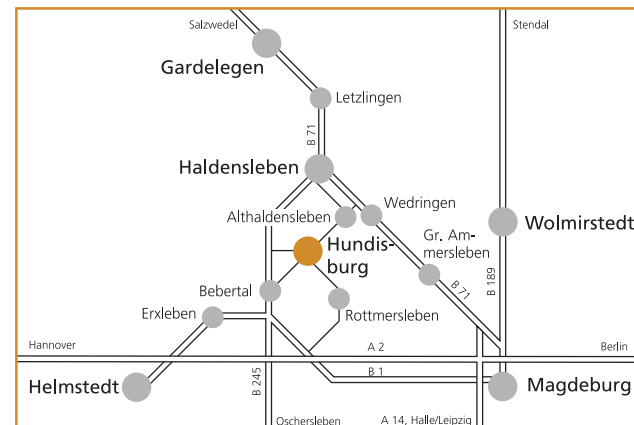 Salzwedel
Stendal
Gardelegen
Letzlingen
B 71
Haldensleben
Wedringen
Althaldensleben
Wolmirstedt
Gr. Am-
mersleben
Hundis-
burg
B 189
B 71
Bebertal
Rottmersleben
Erxleben
Hannover
A 2
Berlin
B 1
Helmstedt
B 245
Magdeburg
Oschersleben
A 14, Halle/Leipzig